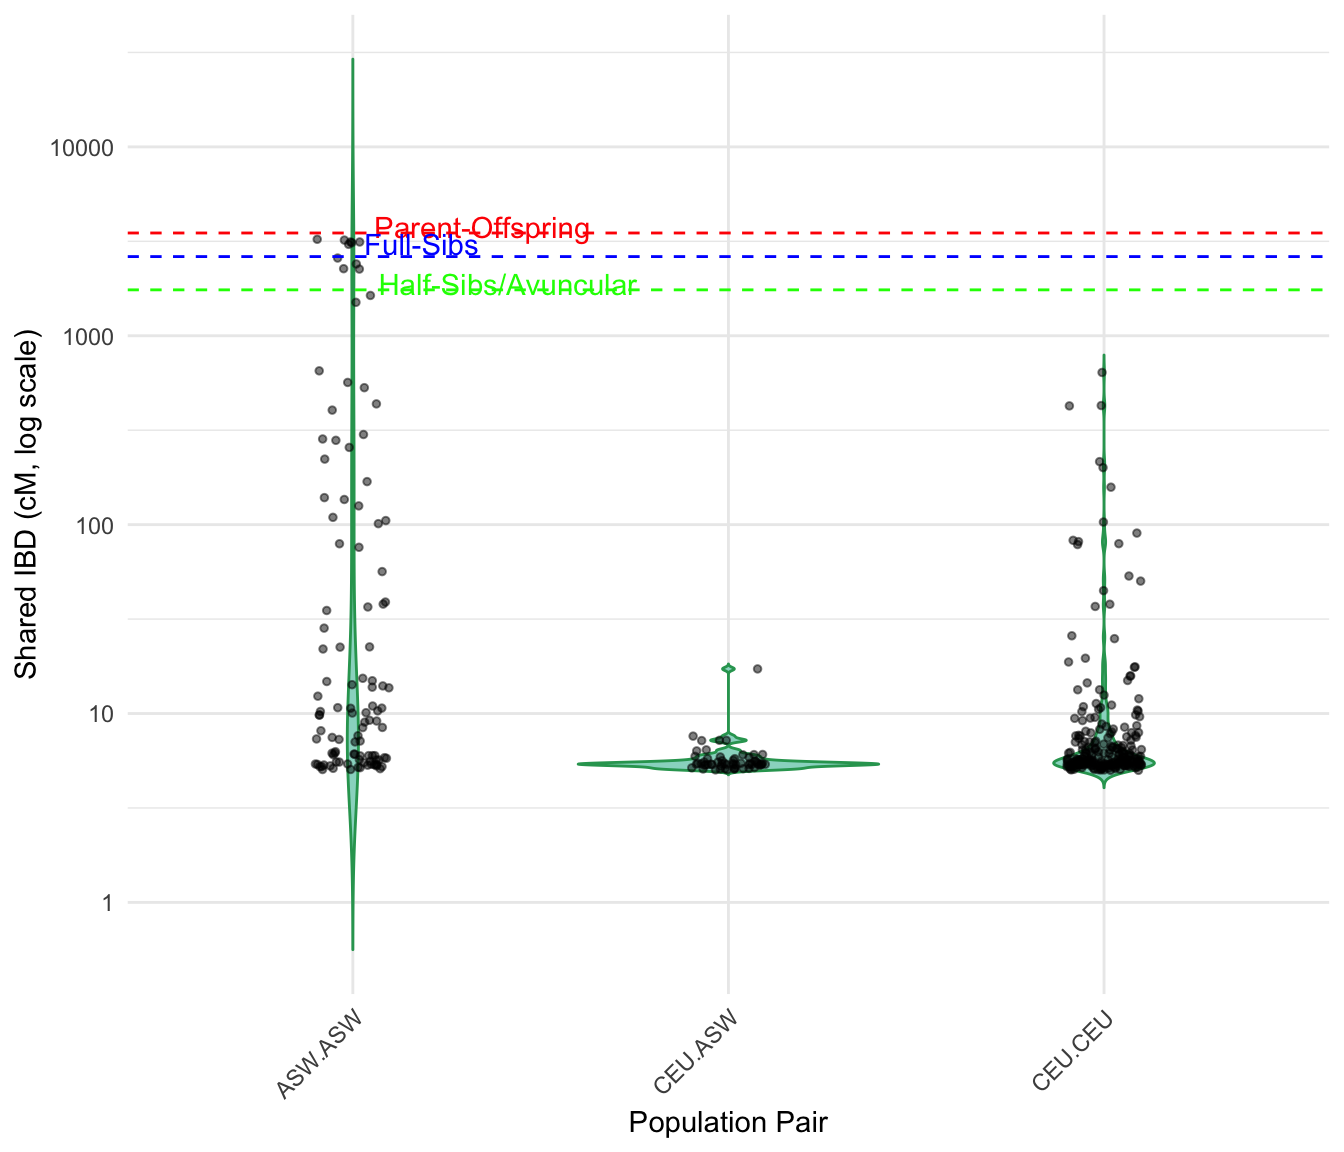 10000
1000
100
10
1
Shared IBD (cM, log scale)
Parent-Offspring
Full-Sibs
Half-Sibs/Avuncular
ASW.ASW
CEU.ASW
CEU.CEU
Population Pair